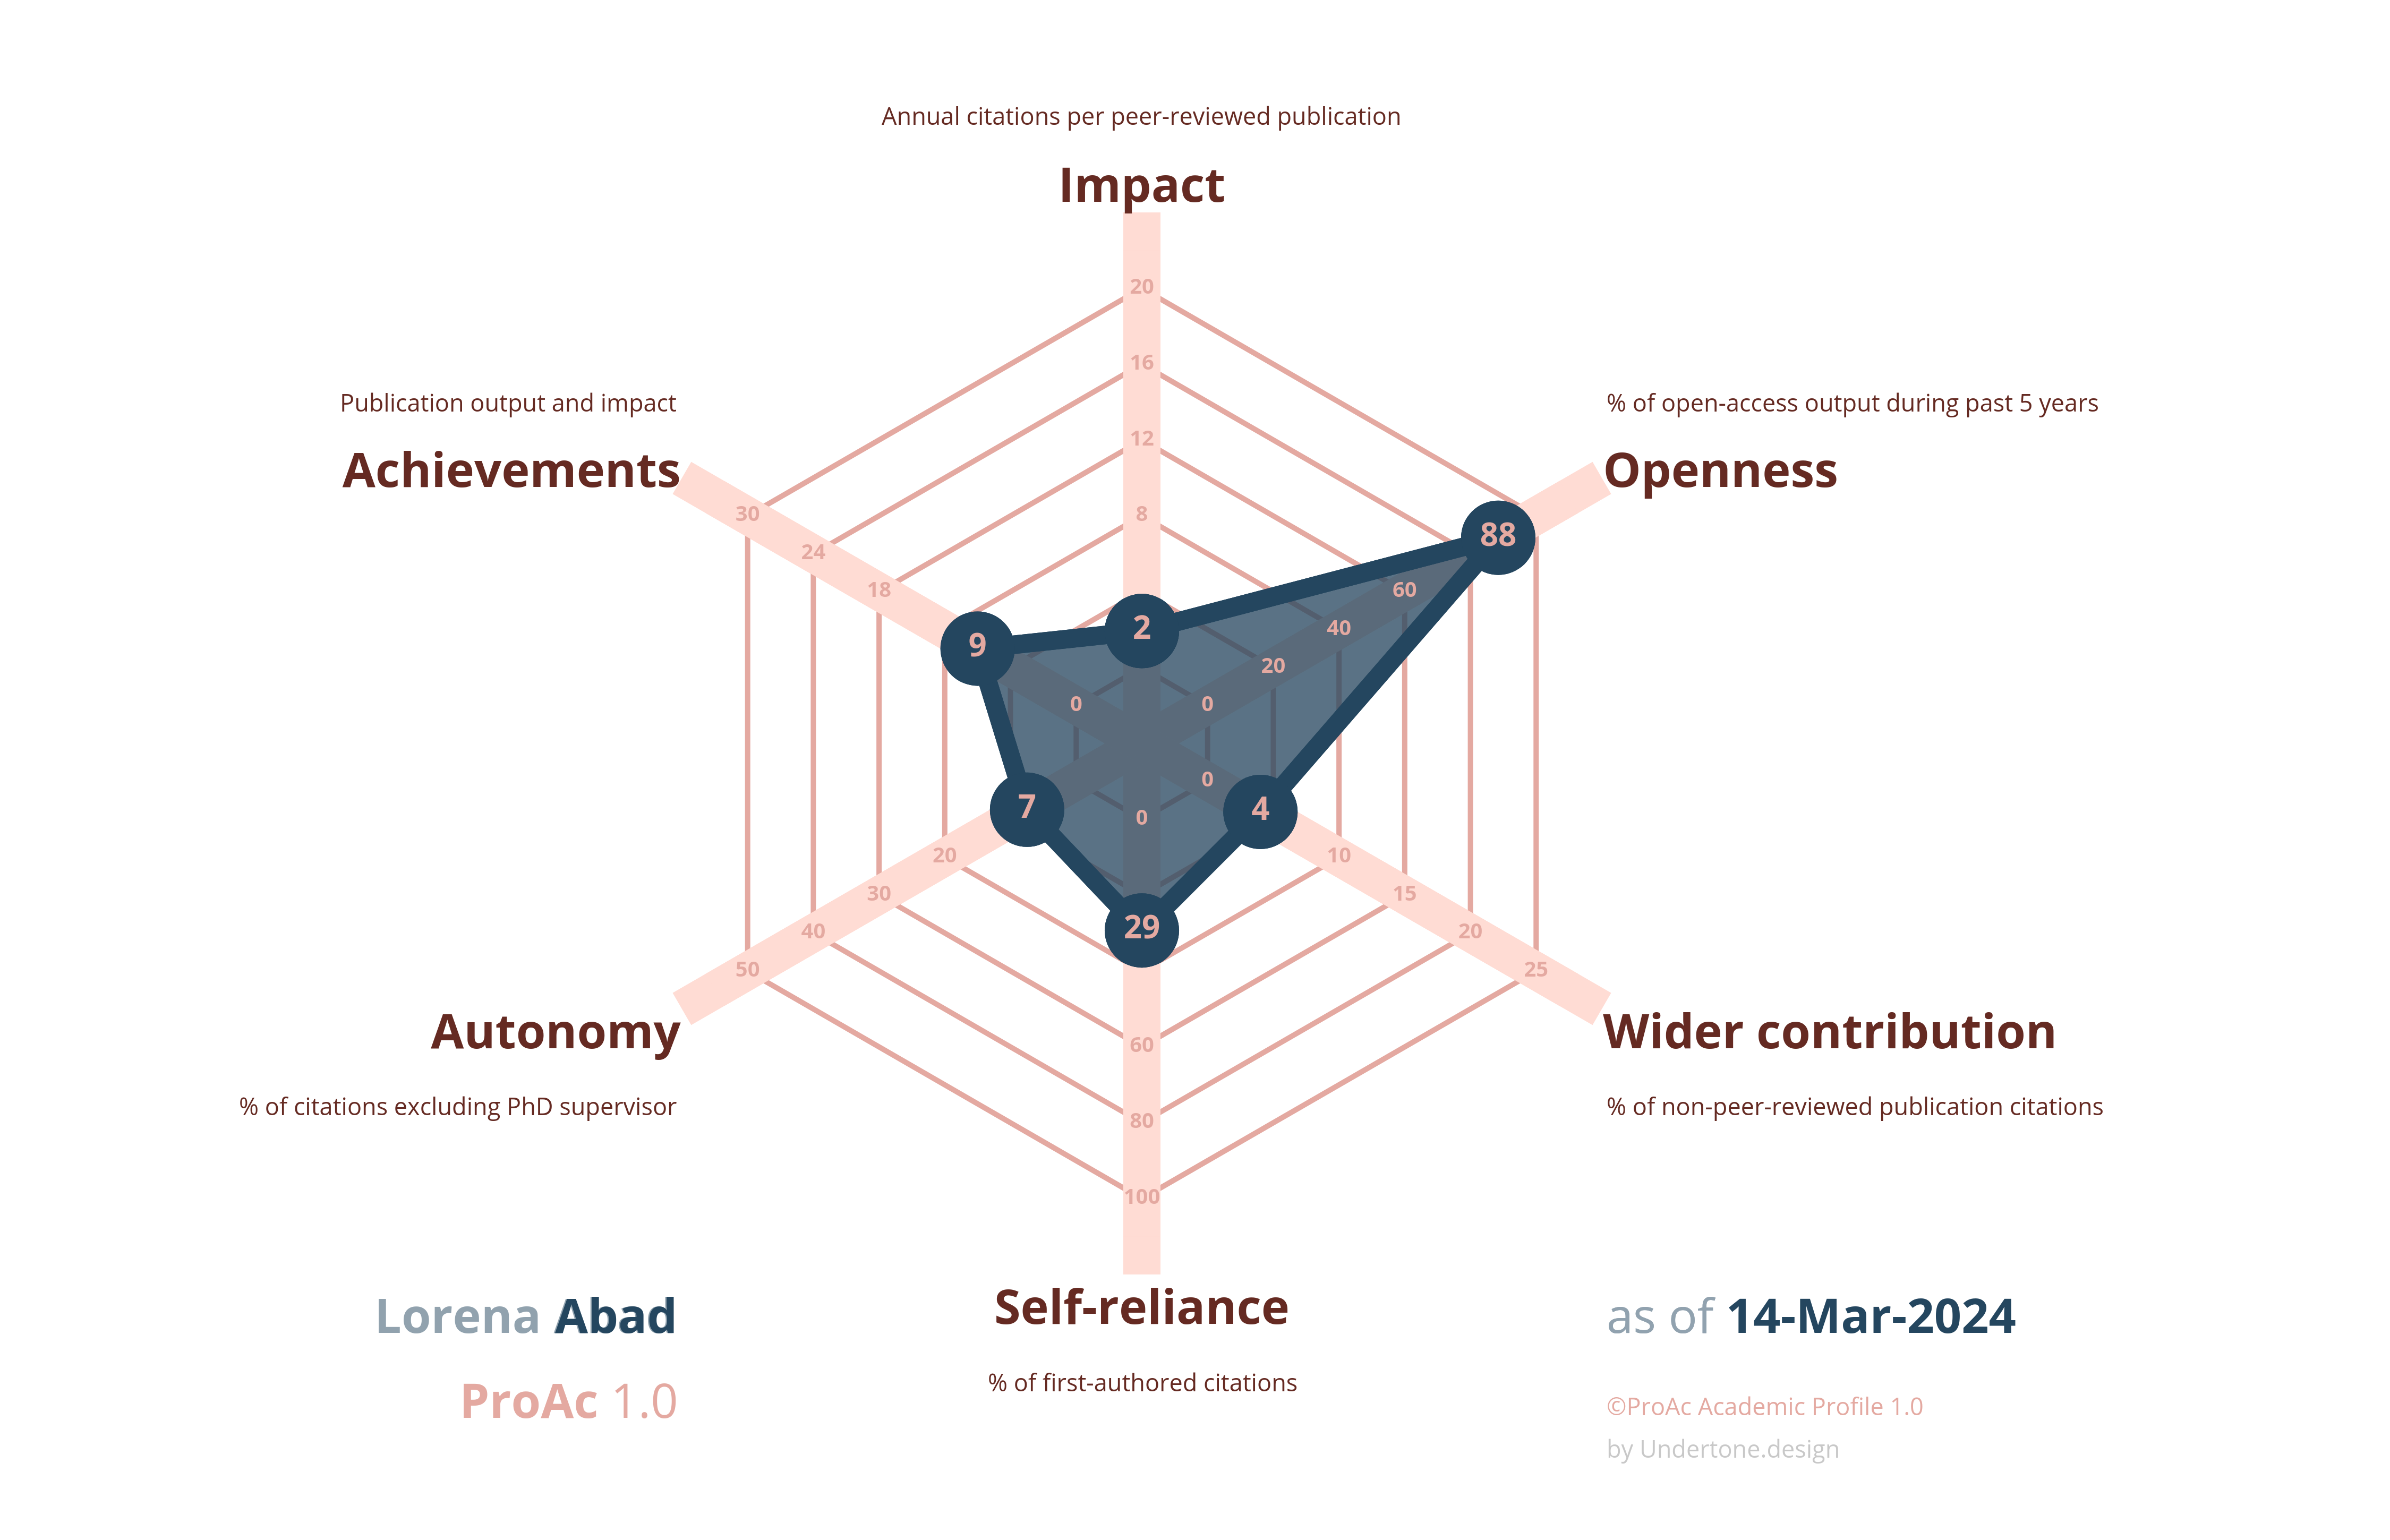 Annual citations per peer-reviewed publication
Impact
20
16
12
8
2
Publication output and impact
Achievements
30
24
18
9
0
% of open-access output during past 5 years
Openness
88
60
40
20
0
7
20
30
40
50
Autonomy
% of citations excluding PhD supervisor
0
4
10
15
20
25
Wider contribution
% of non-peer-reviewed publication citations
0
29
60
80
100
Self-reliance
% of first-authored citations
Lorena Abad
ProAc 1.0
as of 14-Mar-2024
©ProAc Academic Profile 1.0
by Undertone.design